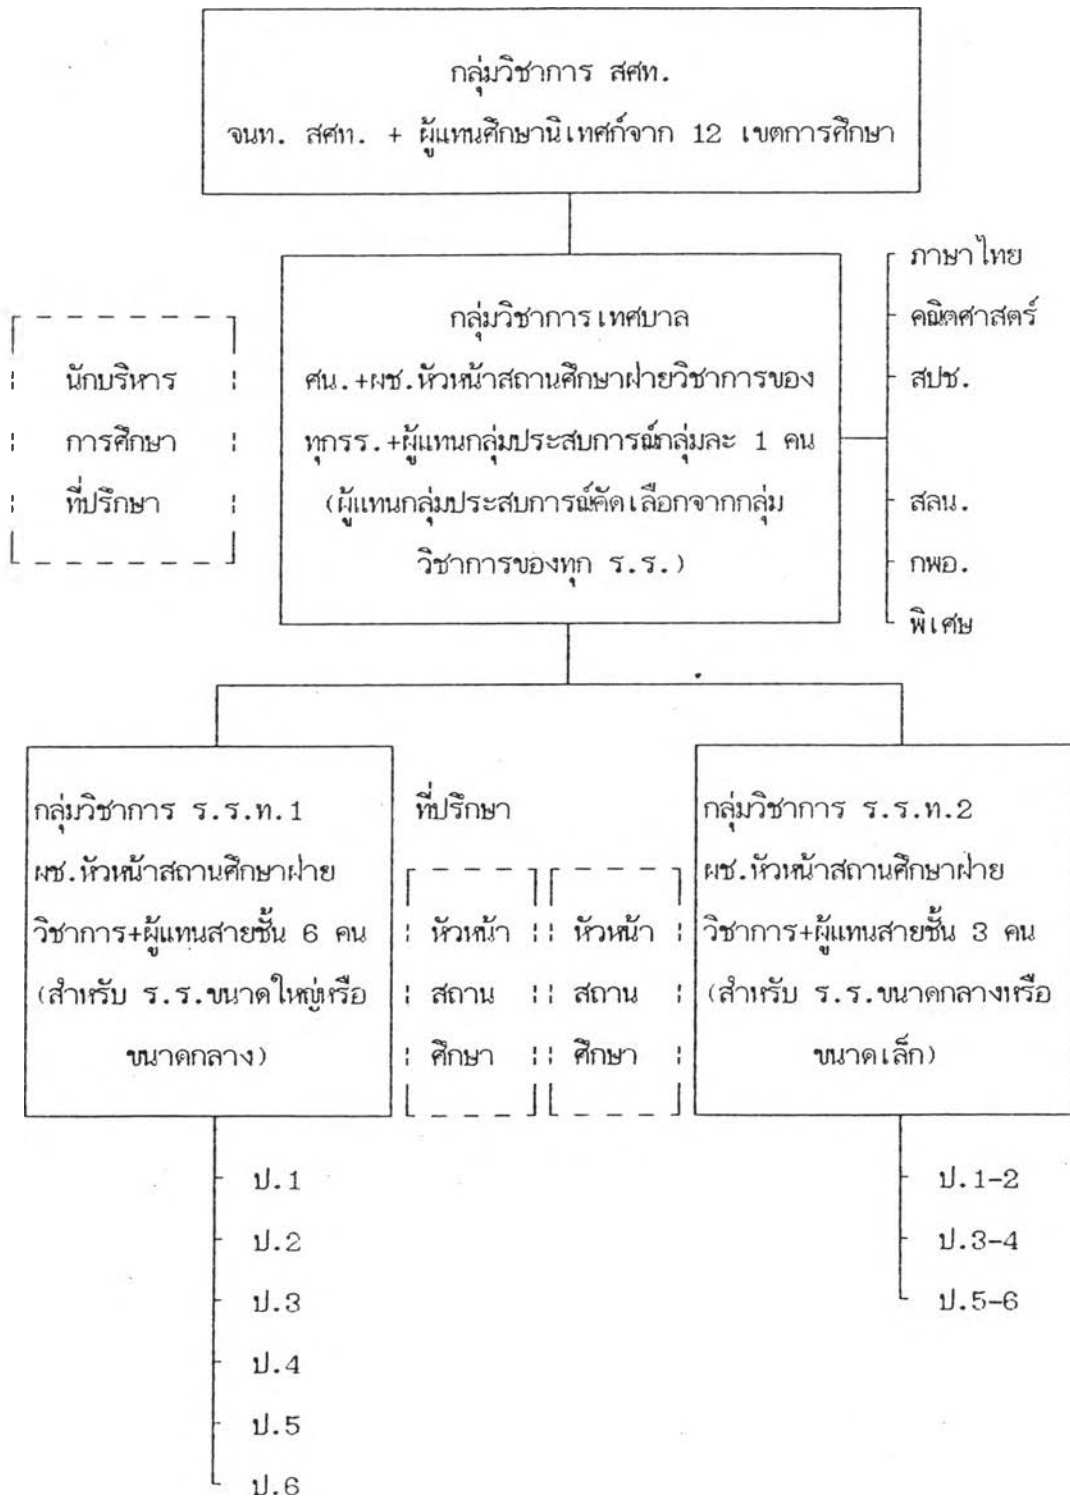 กลุ่มวิชาการ สศท.
จนท. สศท. + ผู้แทนศึกษานิเทศก์จาก 12 เขตการศึกษา
กลุ่มวิชาการเทศบาล
ศน.+ผช.หัวหน้าสถานศึกษาฝ่ายวิชาการของ
ทุกรร.+ผู้แทนกลุ่มประสบการณ์กลุ่มละ 1 คน
(ผู้แทนกลุ่มประสบการณ์คัดเลือกจากกลุ่ม
วิชาการของทุก ร.ร.)
ภาษาไทย
คณิตศาสตร์
สปช.
สลน.
กพอ.
พิเศษ
นักบริหาร
การศึกษา
ที่ปรึกษา
กลุ่มวิชาการ ร.ร.ท.1
ผช.หัวหน้าสถานศึกษาฝ่าย
วิชาการ+ผู้แทนสายชั้น 6 คน
(สำหรับ ร.ร.ขนาดใหญ่หรือ
ขนาดกลาง)
ที่ปรึกษา
หัวหน้า
สถาน
ศึกษา
หัวหน้า
สถาน
ศึกษา
กลุ่มวิชาการ ร.ร.ท.2
ผช.หัวหน้าสถานศึกษาฝ่าย
วิชาการ+ผู้แทนสายชั้น 3 คน
(สำหรับ ร.ร.ขนาดกลางหรือ
ขนาดเล็ก)
ป.1
ป.2
ป.3
ป.4
ป.5
ป.6
ป.1-2
ป.3-4
ป.5-6